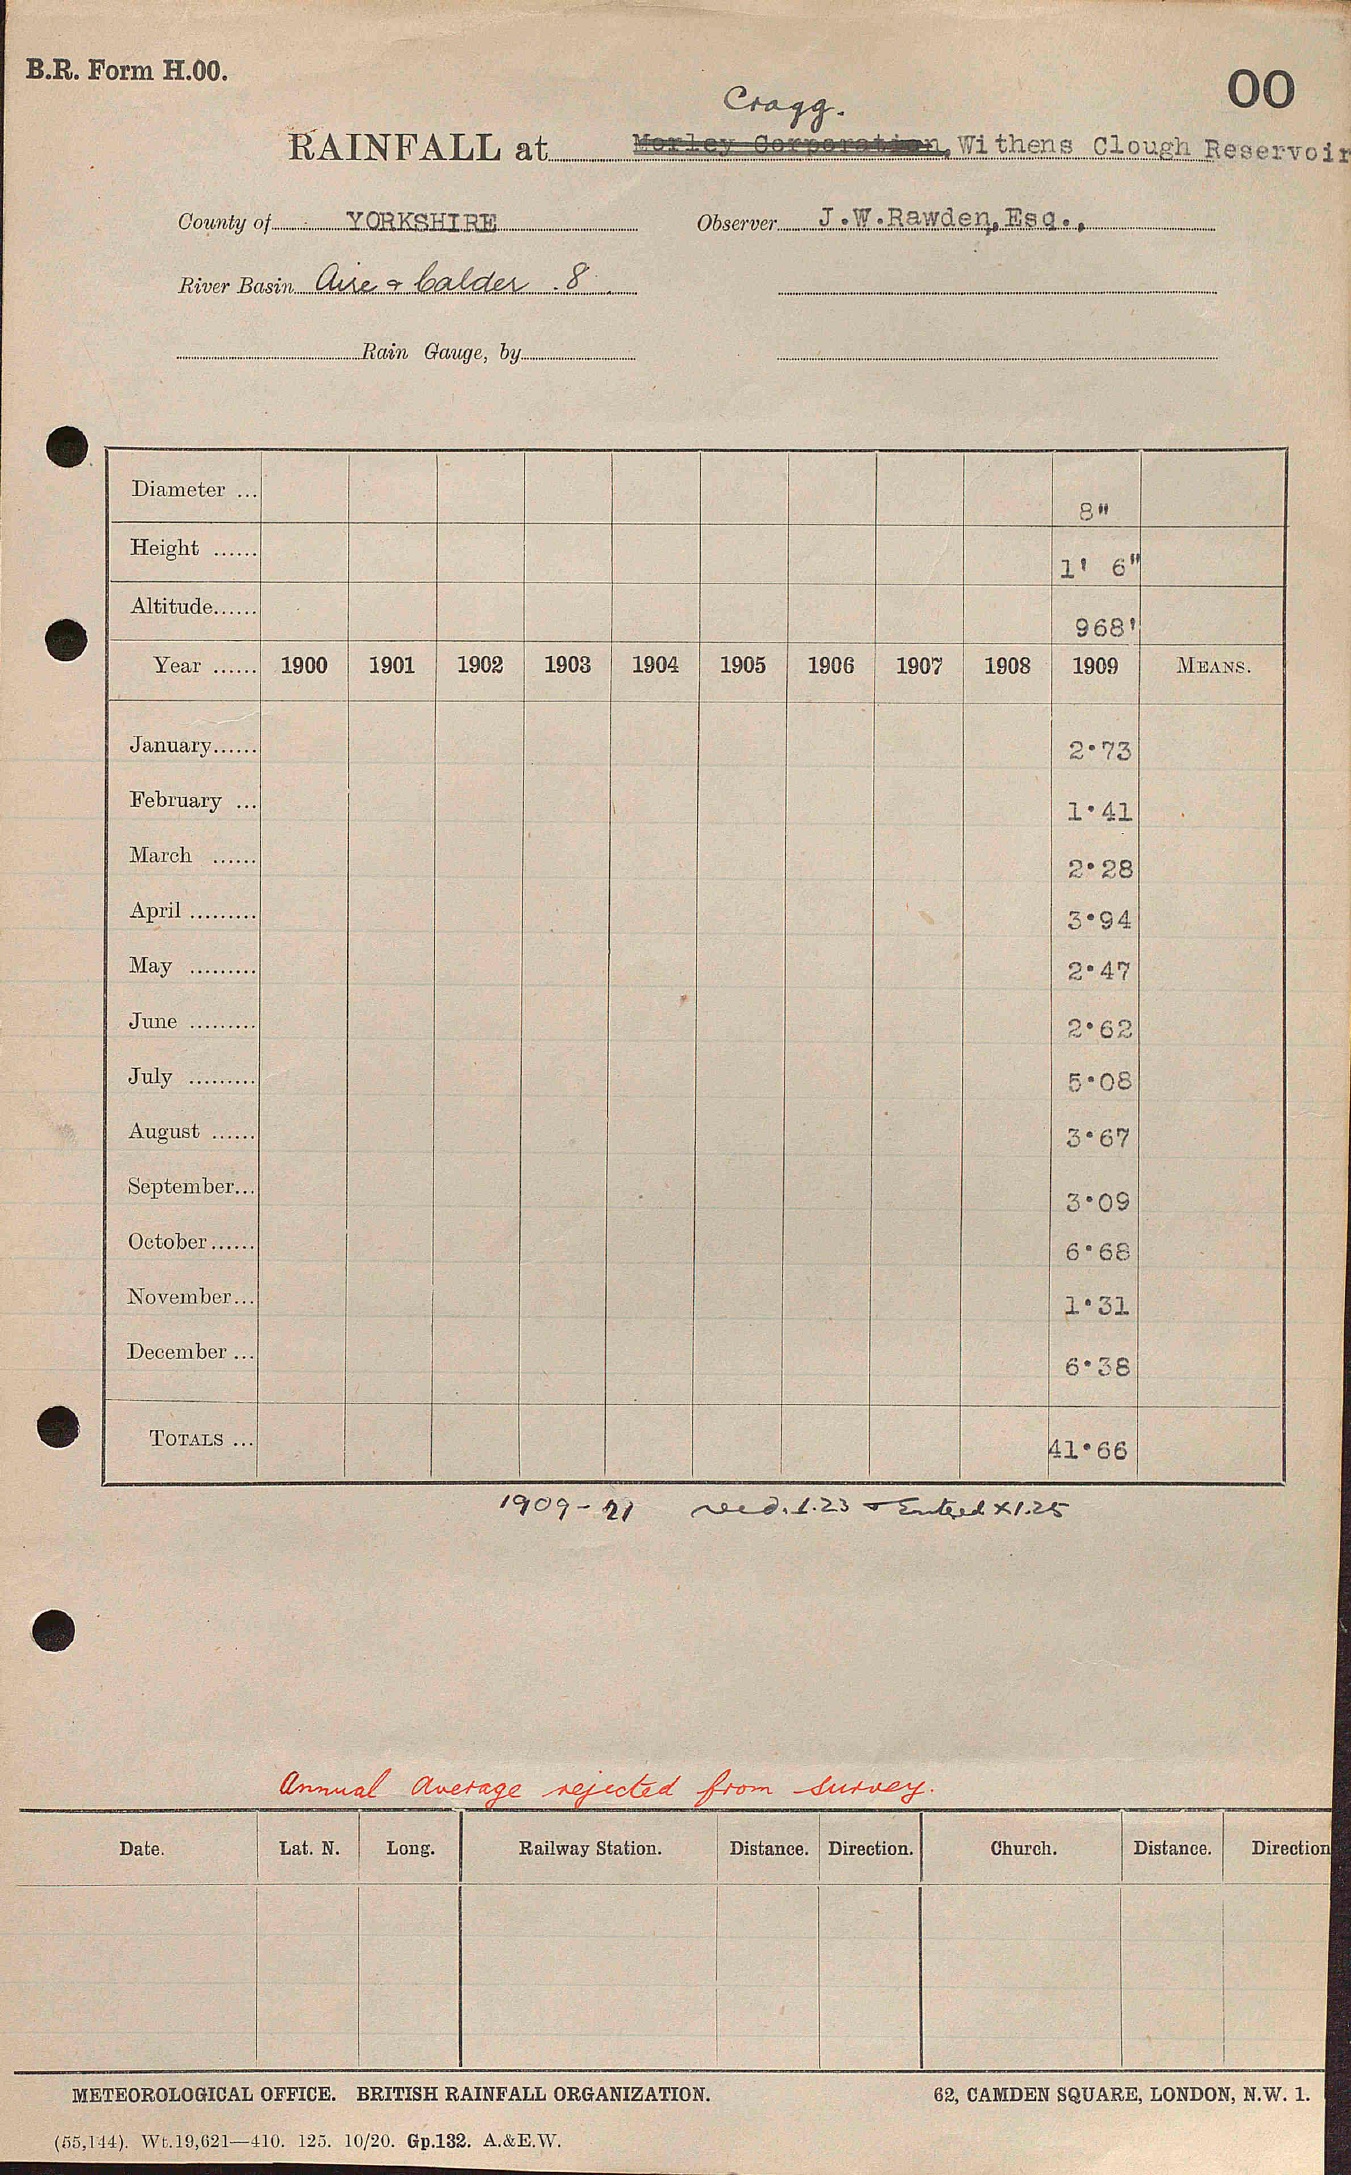 B.R. Form H.00.
00
Cragg.
RAINFALL at Morley Corporation, Withens Clough Reservoir
County of YORKSHIRE Observer J.W.Rawden, Esq.,
River Basin Aire & Calder .8
Rain Gauge, by
Diameter ... 8"
Height ...... 1' 6"
Altitude...... 968'
Year ...... 1900 1901 1902 1903 1904 1905 1906 1907 1908 1909 MEANS.
January...... 2·73
February ... 1·41
March ...... 2·28
April ......... 3·94
May ......... 2·47
June ......... 2·62
July ......... 5·08
August ...... 3·67
September... 3·09
October...... 6·68
November... 1·31
December ... 6·38
TOTALS ... 41·66
1909-21 recd. 1.23 & Entered X1.25
Annual average rejected from survey.
Date. Lat. N. Long. Railway Station. Distance. Direction. Church. Distance. Direction
METEOROLOGICAL OFFICE. BRITISH RAINFALL ORGANIZATION. 62, CAMDEN SQUARE, LONDON, N.W. 1.
(55,144). Wt.19,621—410. 125. 10/20. Gp.132. A.&E.W.